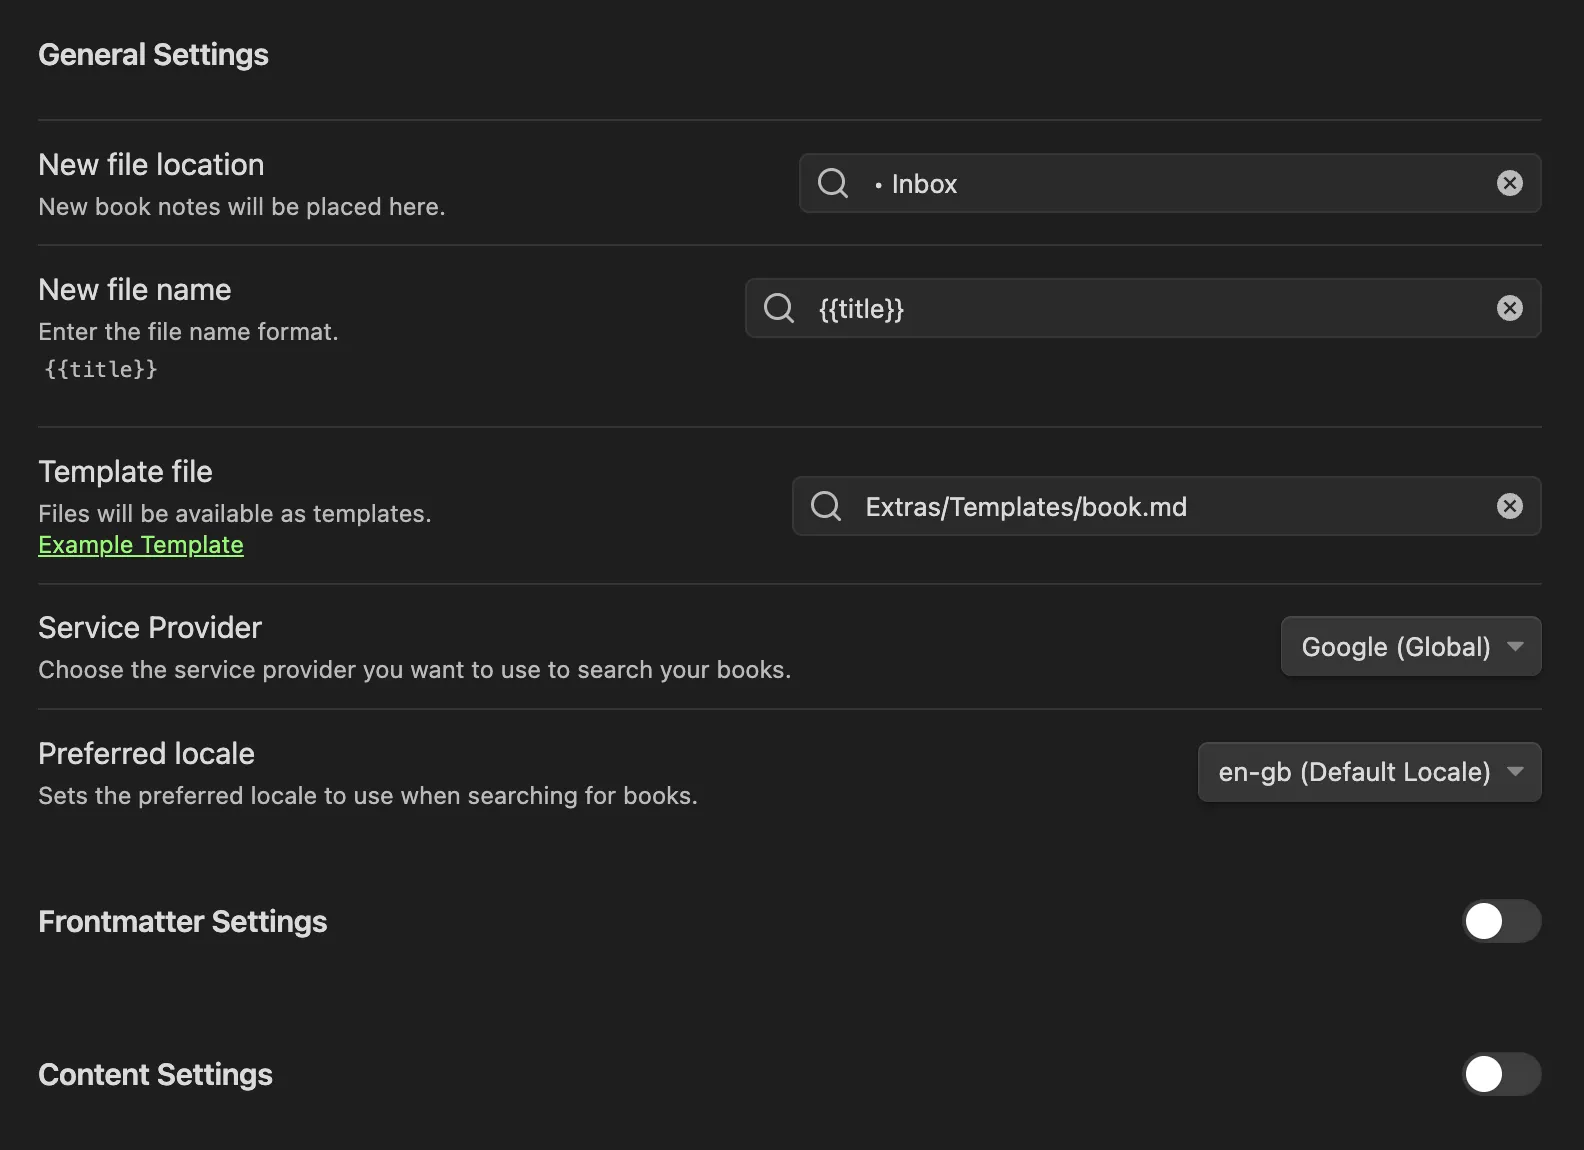 General Settings
New file location
New book notes will be placed here.
• Inbox
New file name
Enter the file name format.
{{title}}
{{title}}
Template file
Files will be available as templates.
Example Template
Extras/Templates/book.md
Service Provider
Choose the service provider you want to use to search your books.
Google (Global)
Preferred locale
Sets the preferred locale to use when searching for books.
en-gb (Default Locale)
Frontmatter Settings
Content Settings